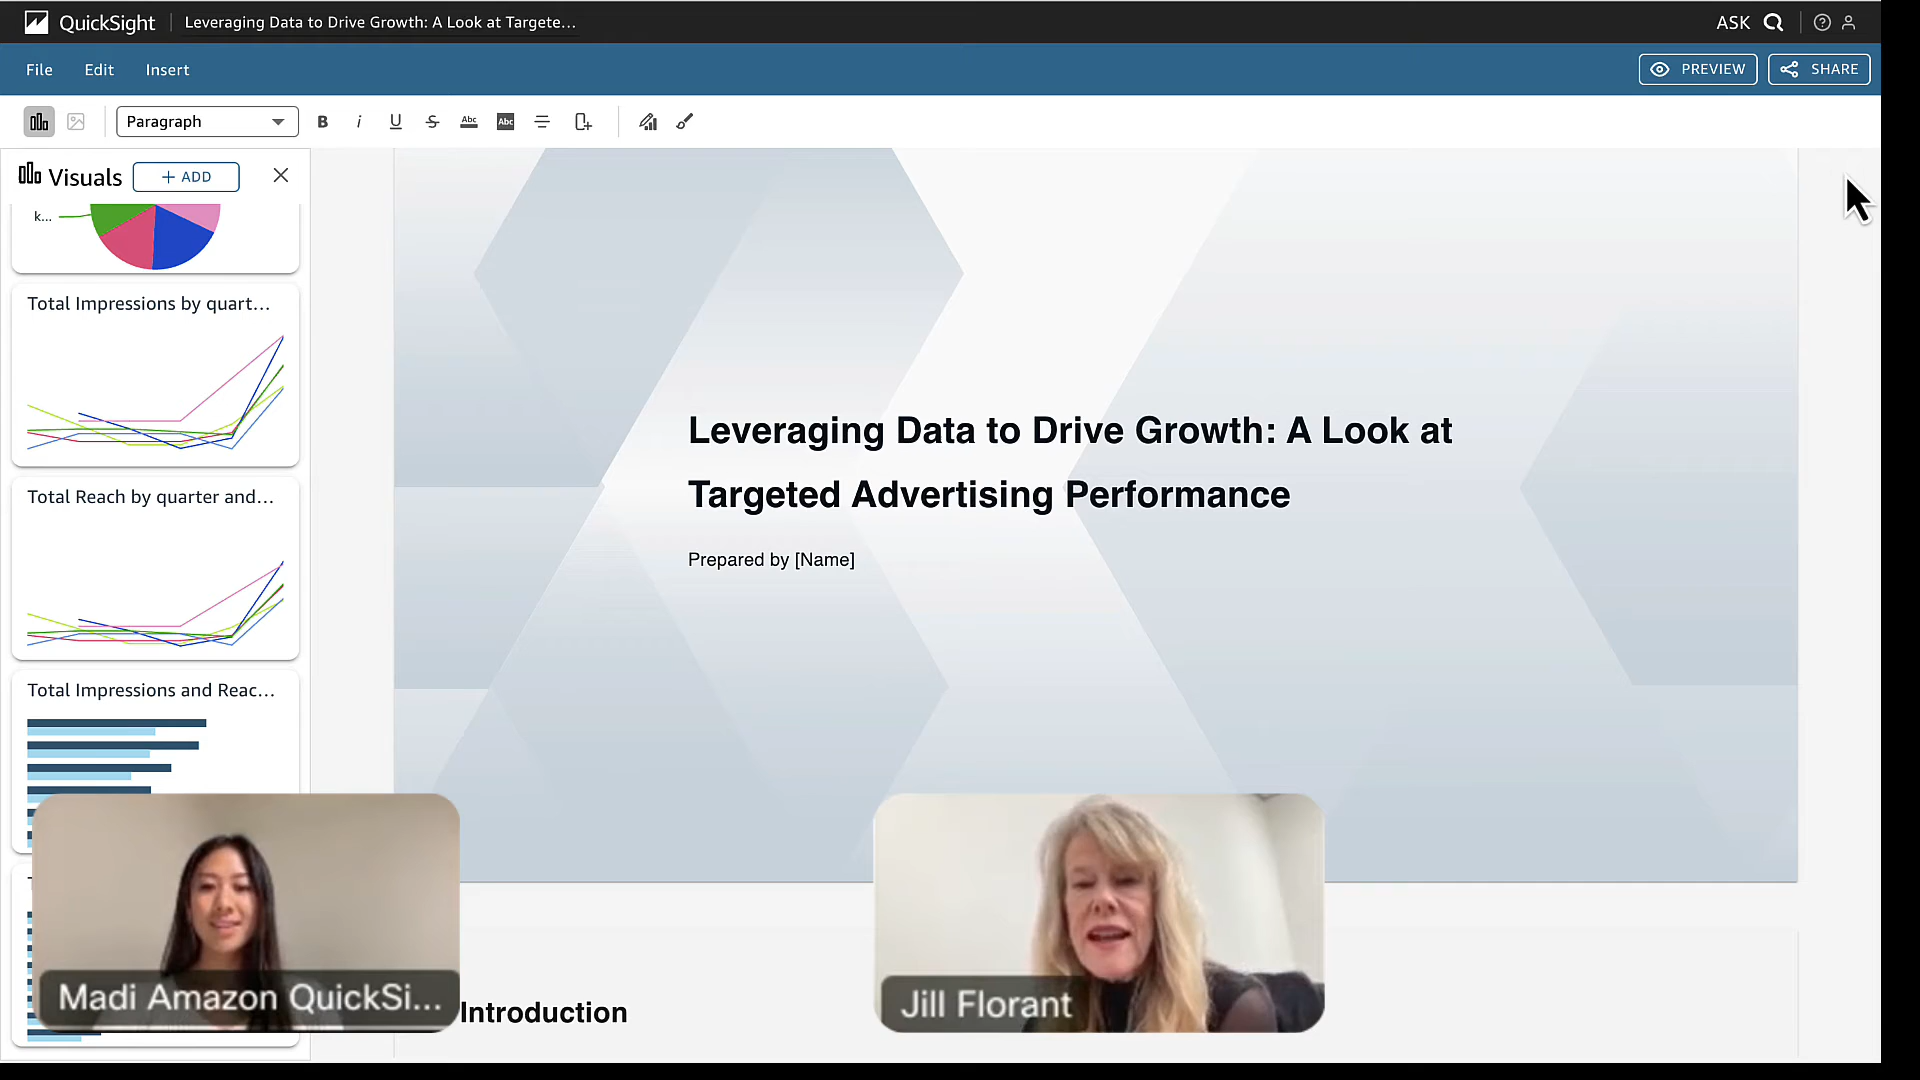 QuickSight
Leveraging Data to Drive Growth: A Look at Targete...
ASK
File
Edit
Insert
PREVIEW
SHARE
Paragraph
B
i
U
S
Abc
Abc
Visuals
+ ADD
k...
Total Impressions by quart...
Total Reach by quarter and...
Total Impressions and Reac...
Leveraging Data to Drive Growth: A Look at
Targeted Advertising Performance
Prepared by [Name]
Introduction
Madi Amazon QuickSi...
Jill Florant